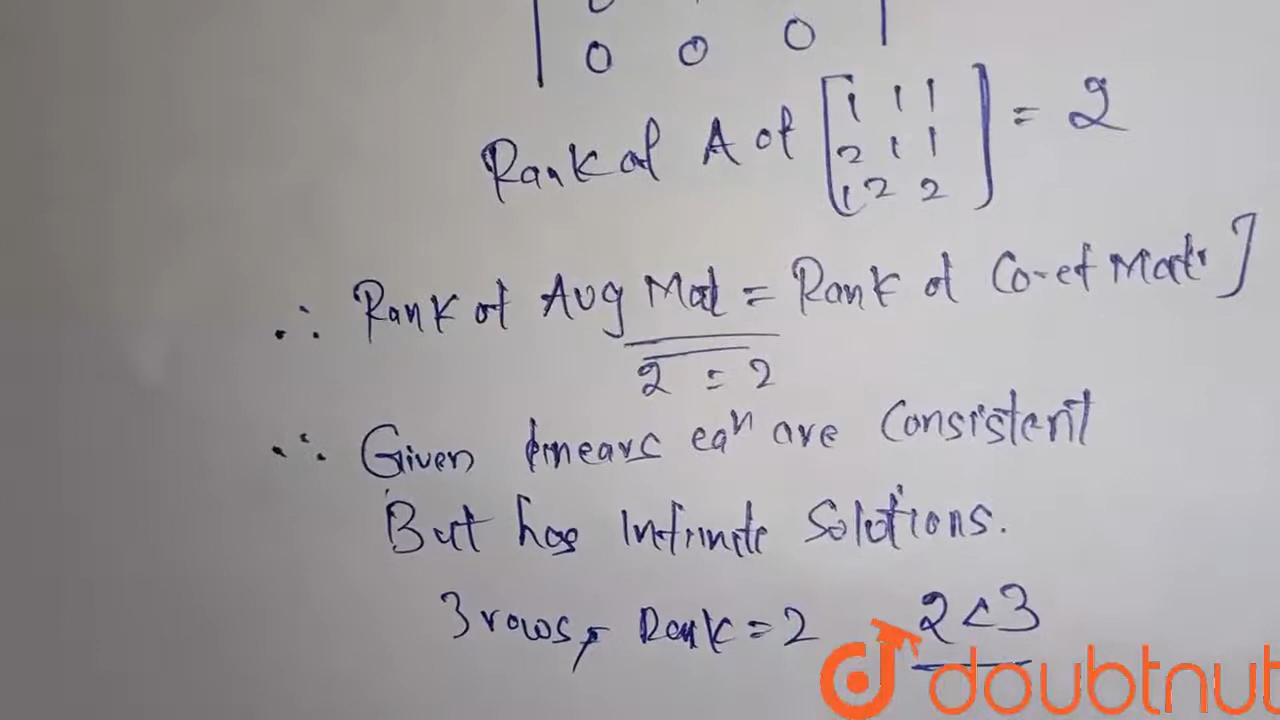 0 0 0
Rank of A of [1 1 1
2 1 1
1 2 2] = 2
∴ Rank of Aug Mat = Rank of Co-ef Mat]
2 = 2
∴ Given linears eqn are Consistent
But has Infinite Solutions.
3 rows, Rank = 2 2 < 3
doubtnut